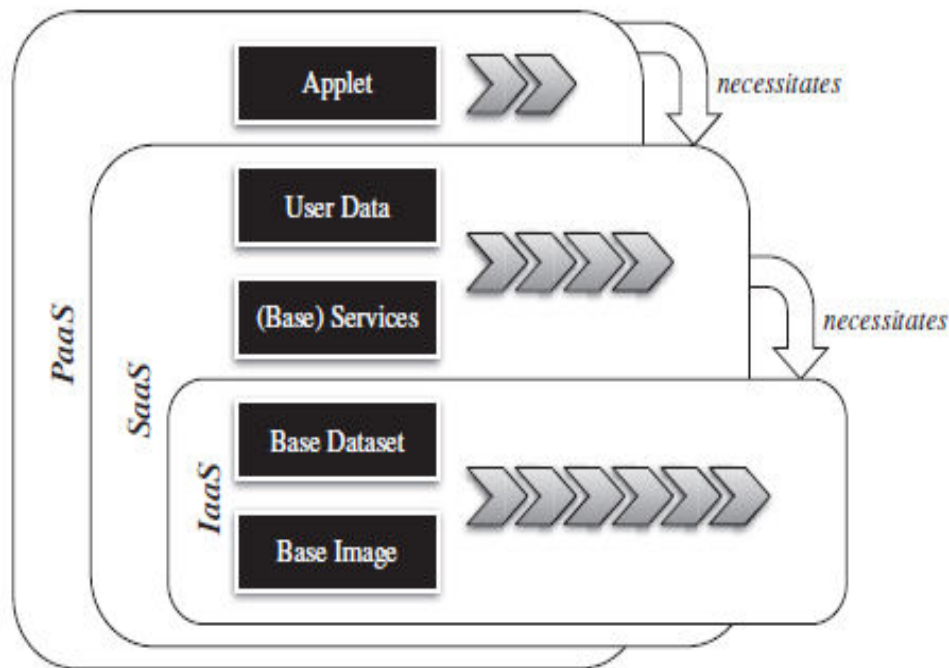 Applet
necessitates
User Data
(Base) Services
necessitates
PaaS
SaaS
Base Dataset
IaaS
Base Image